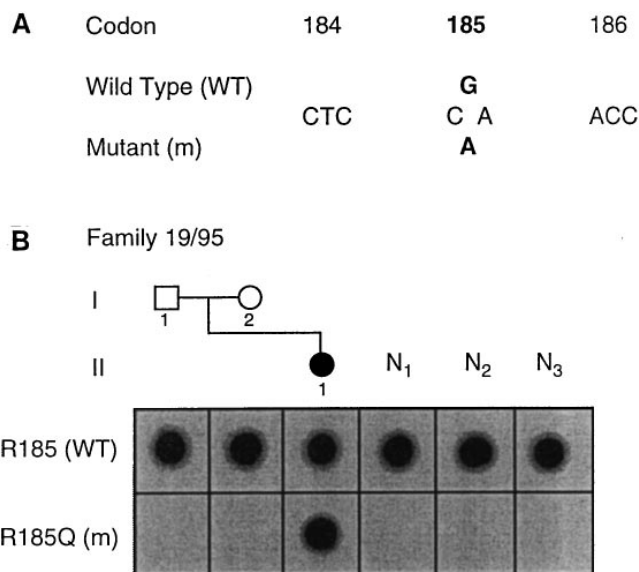 A Codon 184 185 186
Wild Type (WT) G
CTC C A ACC
Mutant (m) A
B Family 19/95
I
1 2
II N₁ N₂ N₃
1
R185 (WT)
R185Q (m)